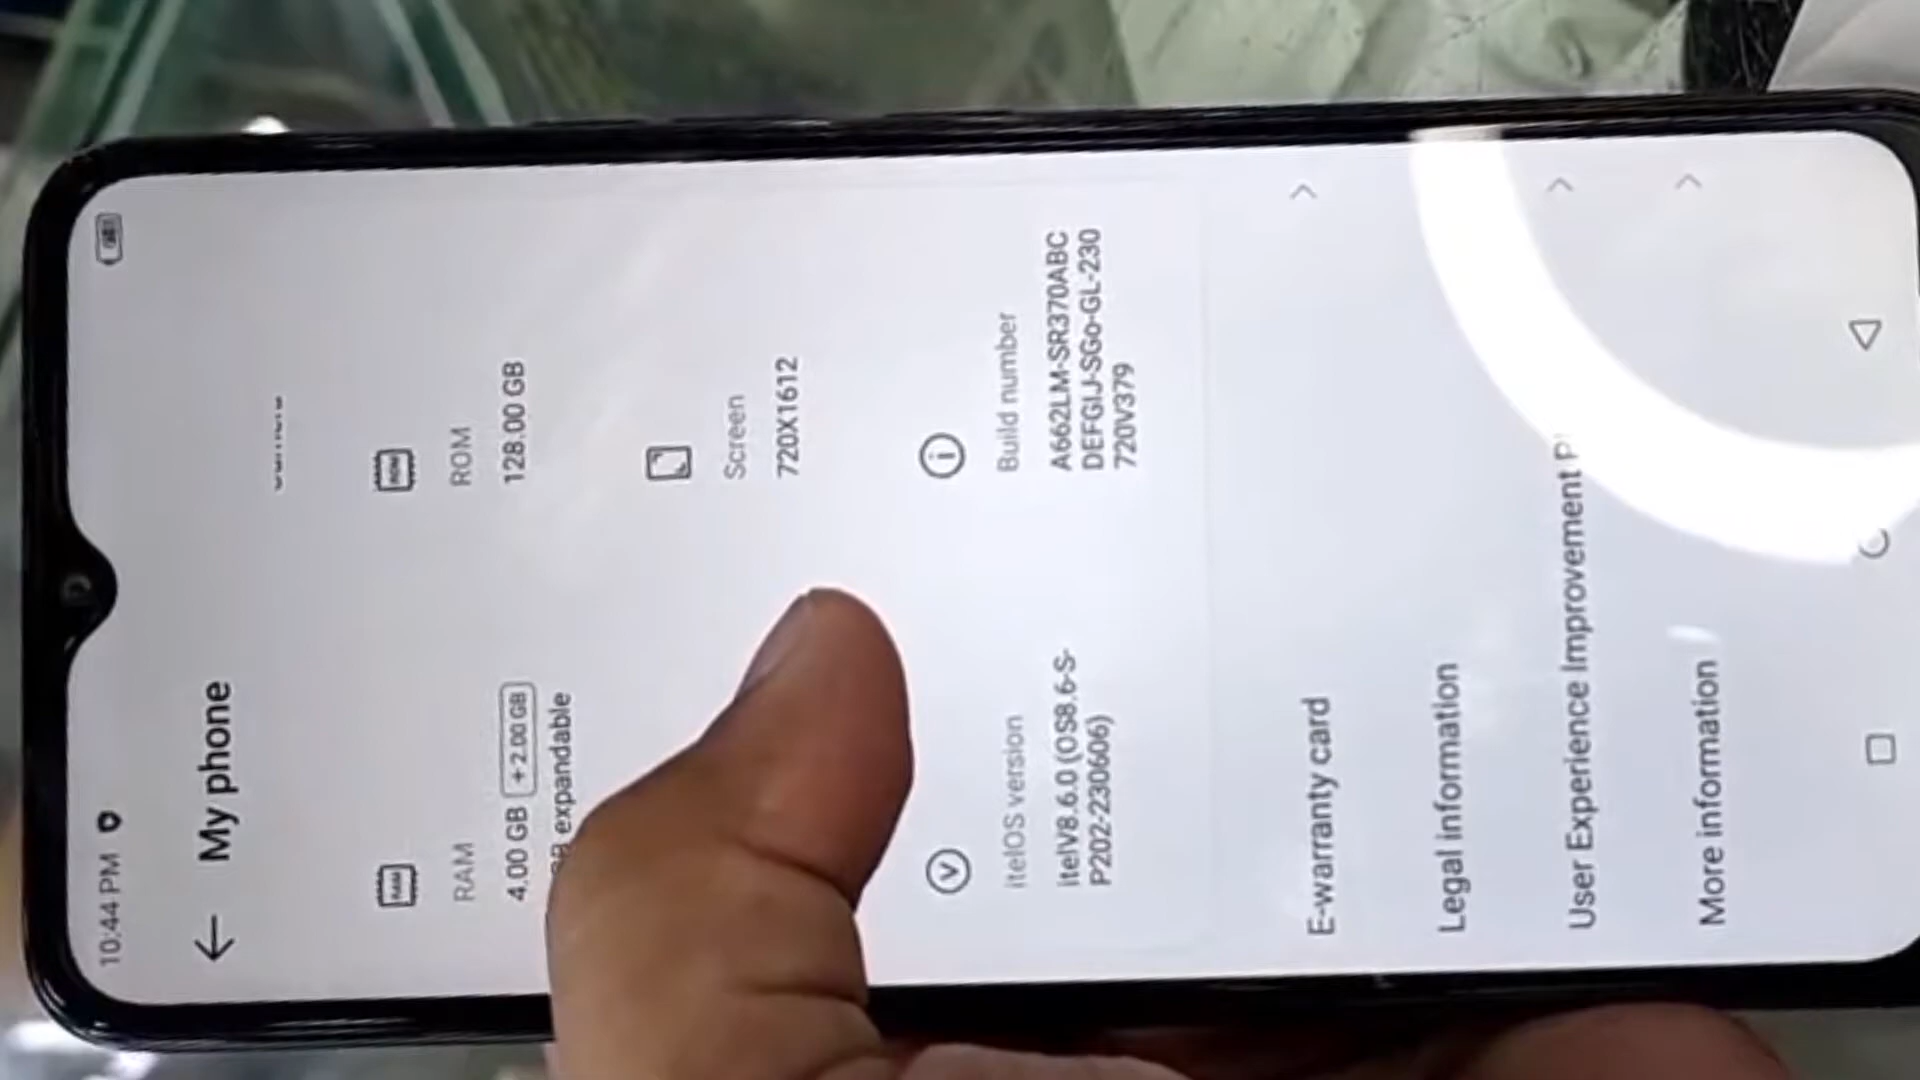 10:44 PM
My phone
RAM
4.00 GB +2.00 GB
expandable
ROM
128.00 GB
Screen
720X1612
itelOS version
itelV8.6.0 (OS8.6-S-
P202-230606)
Build number
A662LM-SR370ABC
DEFGIJ-SGo-GL-230
720V379
E-warranty card
Legal information
User Experience Improvement P
More information